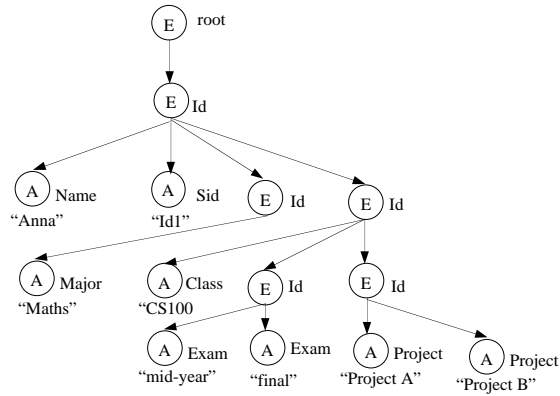 E root
E Id
A Name A Sid E Id E Id
"Anna" "Id1"
A Major A Class E Id E Id
"Maths" "CS100
A Exam A Exam A Project A Project
"mid-year" "final" "Project A" "Project B"